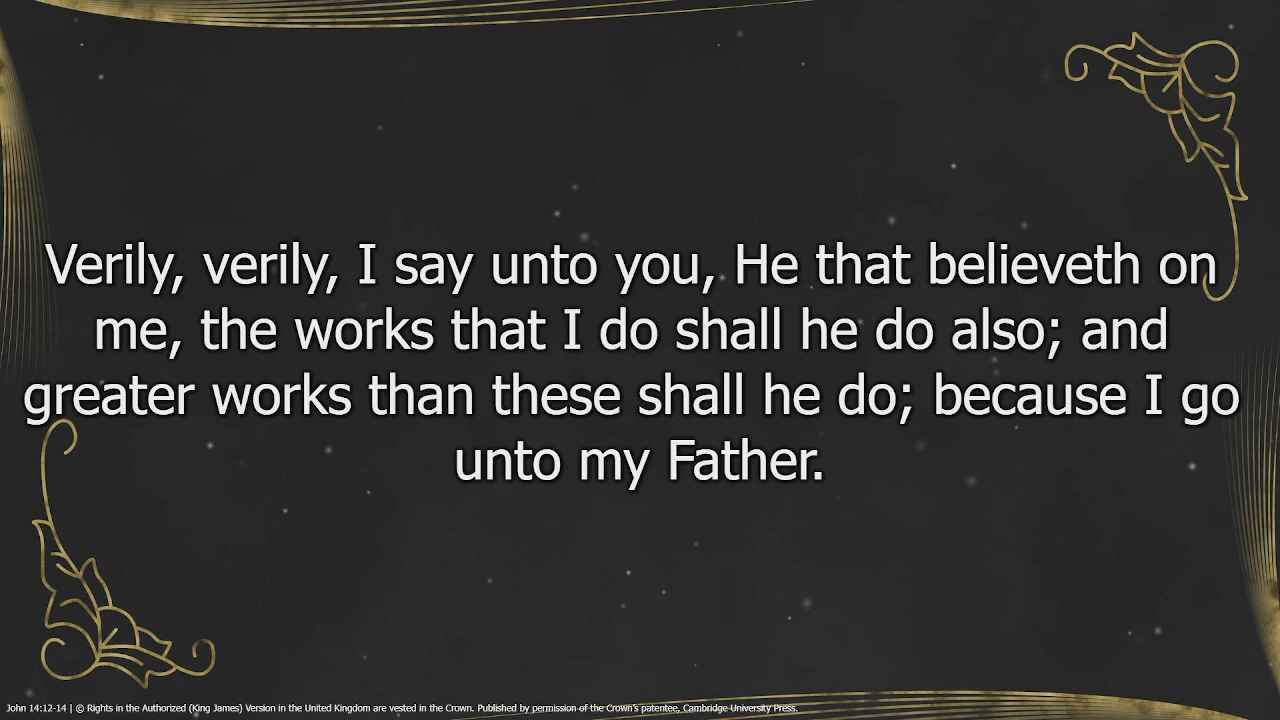 Verily, verily, I say unto you, He that believeth on
me, the works that I do shall he do also; and
greater works than these shall he do; because I go
unto my Father.
John 14:12-14 | © Rights in the Authorized (King James) Version in the United Kingdom are vested in the Crown. Published by permission of the Crown's patentee, Cambridge University Press.